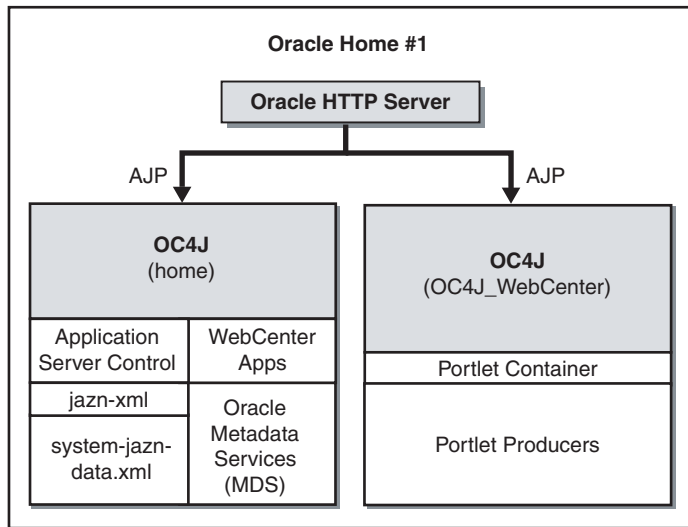 Oracle Home #1
Oracle HTTP Server
AJP
AJP
OC4J
(home)
Application
Server Control
WebCenter
Apps
jazn-xml
system-jazn-
data.xml
Oracle
Metadata
Services
(MDS)
OC4J
(OC4J_WebCenter)
Portlet Container
Portlet Producers